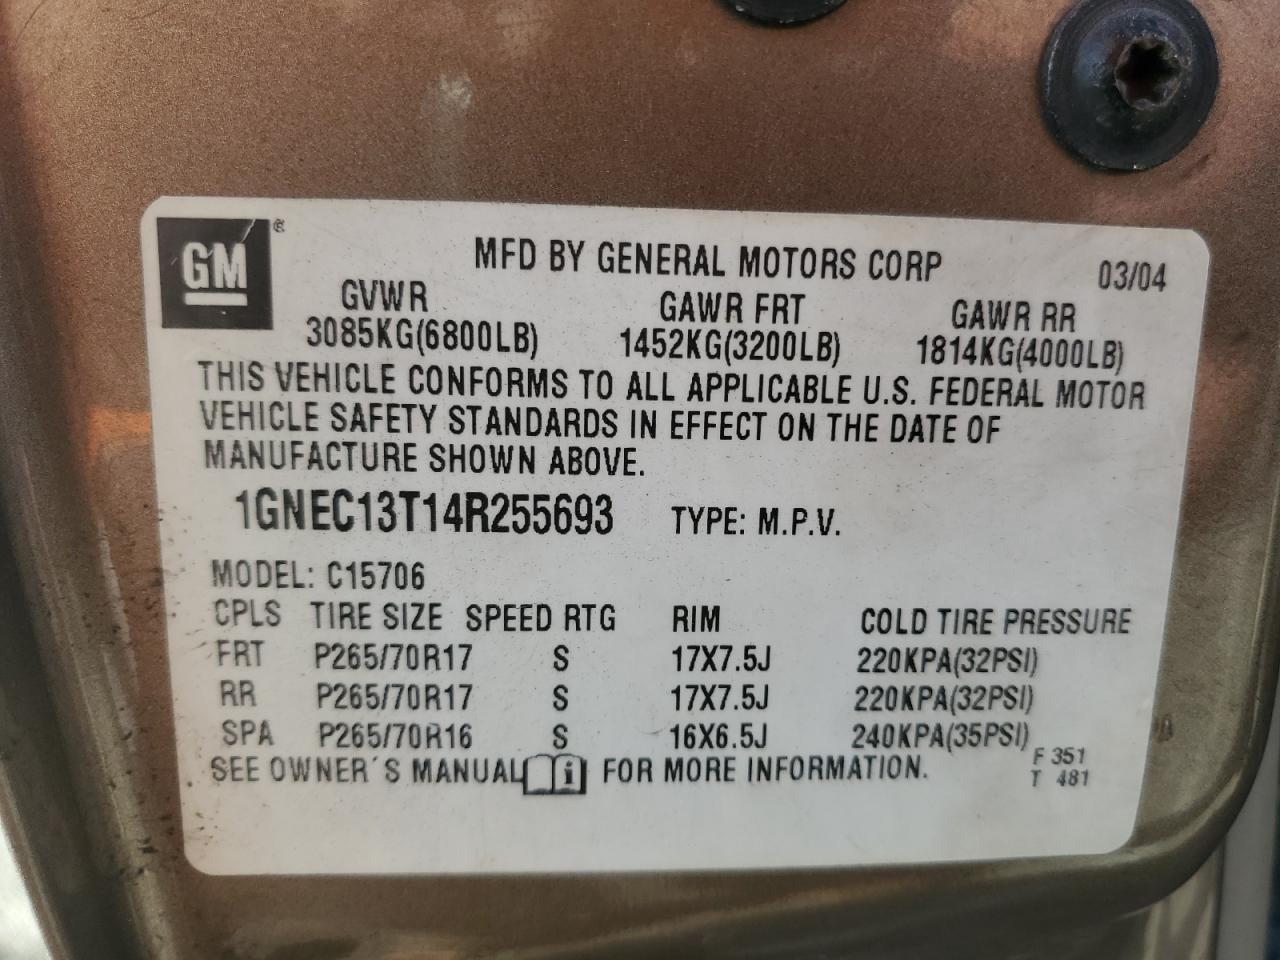 GM ®
MFD BY GENERAL MOTORS CORP 03/04
GVWR GAWR FRT GAWR RR
3085KG(6800LB) 1452KG(3200LB) 1814KG(4000LB)
THIS VEHICLE CONFORMS TO ALL APPLICABLE U.S. FEDERAL MOTOR
VEHICLE SAFETY STANDARDS IN EFFECT ON THE DATE OF
MANUFACTURE SHOWN ABOVE.
1GNEC13T14R255693 TYPE: M.P.V.
MODEL: C15706
CPLS TIRE SIZE SPEED RTG RIM COLD TIRE PRESSURE
FRT P265/70R17 S 17X7.5J 220KPA(32PSI)
RR P265/70R17 S 17X7.5J 220KPA(32PSI)
SPA P265/70R16 S 16X6.5J 240KPA(35PSI)
SEE OWNER'S MANUAL i FOR MORE INFORMATION.
F 351
T 481